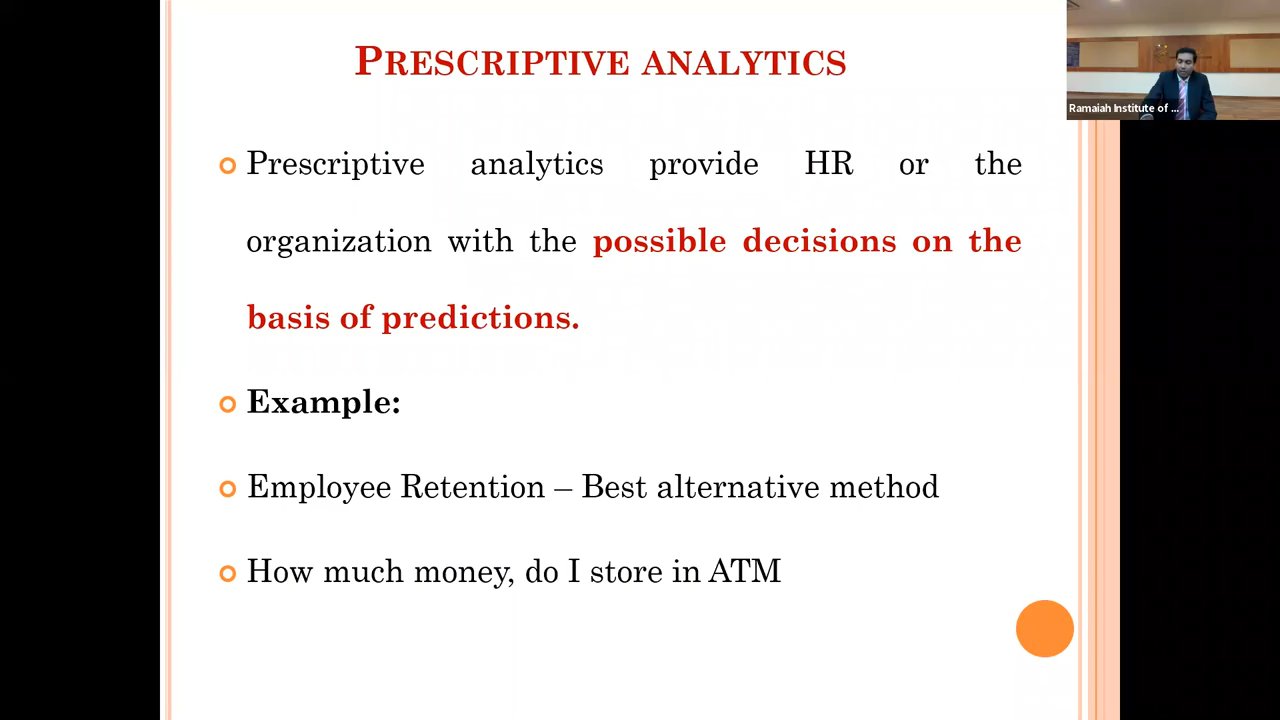 PRESCRIPTIVE ANALYTICS
Ramaiah Institute of ...
Prescriptive analytics provide HR or the
organization with the possible decisions on the
basis of predictions.
Example:
Employee Retention – Best alternative method
How much money, do I store in ATM